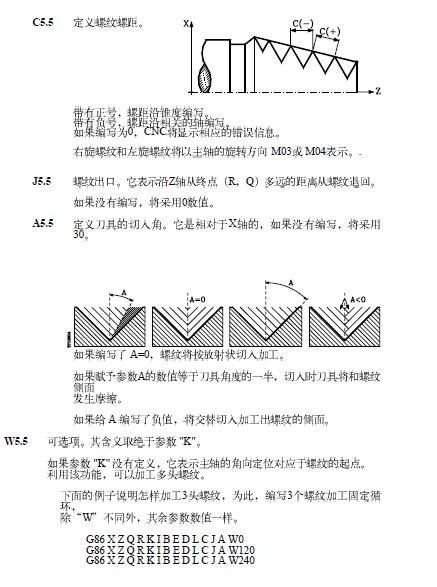 C5.5 定义螺纹螺距。
X
C(-)
C(+)
Z
带有正号，螺距沿锥度编写。
带有负号，螺距沿相关的轴编写。
如果编写为0，CNC将显示相应的错误信息。
右旋螺纹和左旋螺纹将以主轴的旋转方向 M03或 M04表示。.
J5.5 螺纹出口。它表示沿Z轴从终点（R，Q）多远的距离从螺纹退回。
如果没有编写，将采用0数值。
A5.5 定义刀具的切入角。它是相对于X轴的，如果没有编写，将采用
30。
A A=0 A A<0
如果编写了 A=0，螺纹将按放射状切入加工。
如果赋予参数A的数值等于刀具角度的一半，切入时刀具将和螺纹
侧面
发生摩擦。
如果给 A 编写了负值，将交替切入加工出螺纹的侧面。
W5.5 可选项。其含义取绝于参数 "K"。
如果参数 "K" 没有定义，它表示主轴的角向定位对应于螺纹的起点。
利用该功能，可以加工多头螺纹。
下面的例子说明怎样加工3头螺纹，为此，编写3个螺纹加工固定循
环，
除“W”不同外，其余参数数值一样。
G86 X Z Q R K I B E D L C J A W0
G86 X Z Q R K I B E D L C J A W120
G86 X Z Q R K I B E D L C J A W240